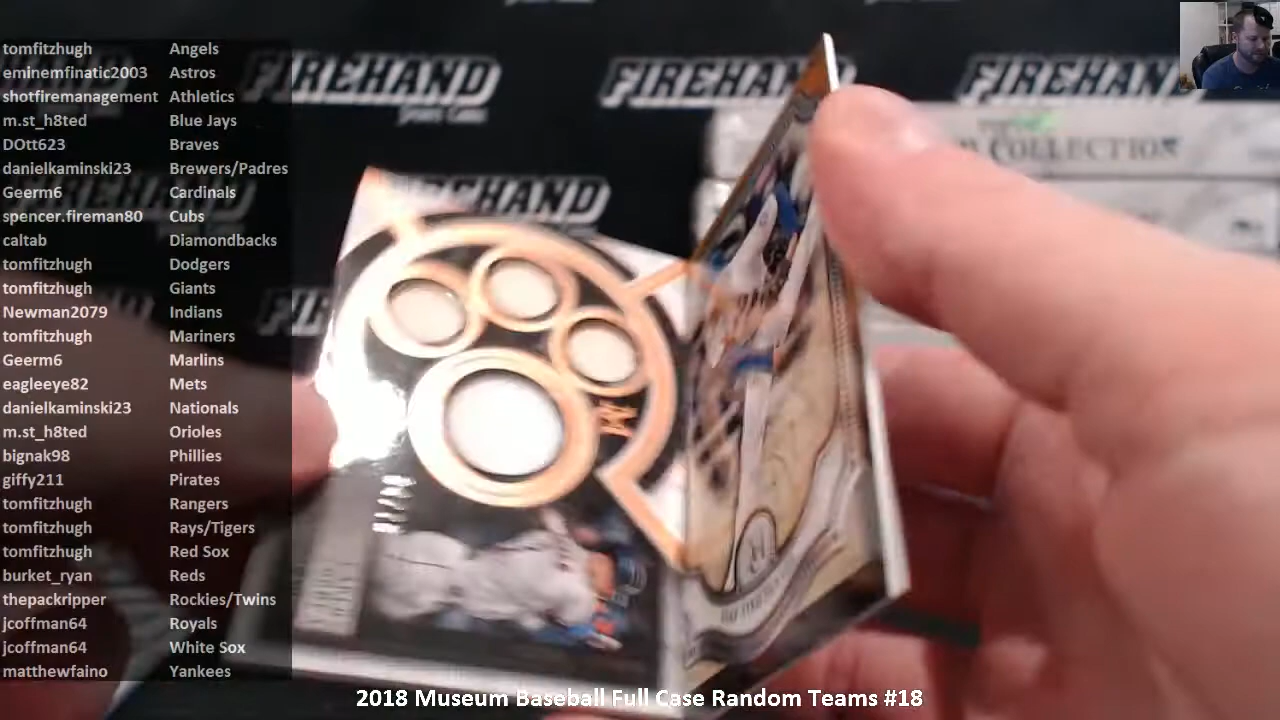 tomfitzhugh Angels
eminemfinatic2003 Astros
shotfiremanagement Athletics
m.st_h8ted Blue Jays
DOtt623 Braves
danielkaminski23 Brewers/Padres
Geerm6 Cardinals
spencer.fireman80 Cubs
caltab Diamondbacks
tomfitzhugh Dodgers
tomfitzhugh Giants
Newman2079 Indians
tomfitzhugh Mariners
Geerm6 Marlins
eagleeye82 Mets
danielkaminski23 Nationals
m.st_h8ted Orioles
bignak98 Phillies
giffy211 Pirates
tomfitzhugh Rangers
tomfitzhugh Rays/Tigers
tomfitzhugh Red Sox
burket_ryan Reds
thepackripper Rockies/Twins
jcoffman64 Royals
jcoffman64 White Sox
matthewfaino Yankees
FIREHAND
FIREHAND
FIREHAND
COLLECTION
FIREHAND
2018 Museum Baseball Full Case Random Teams #18